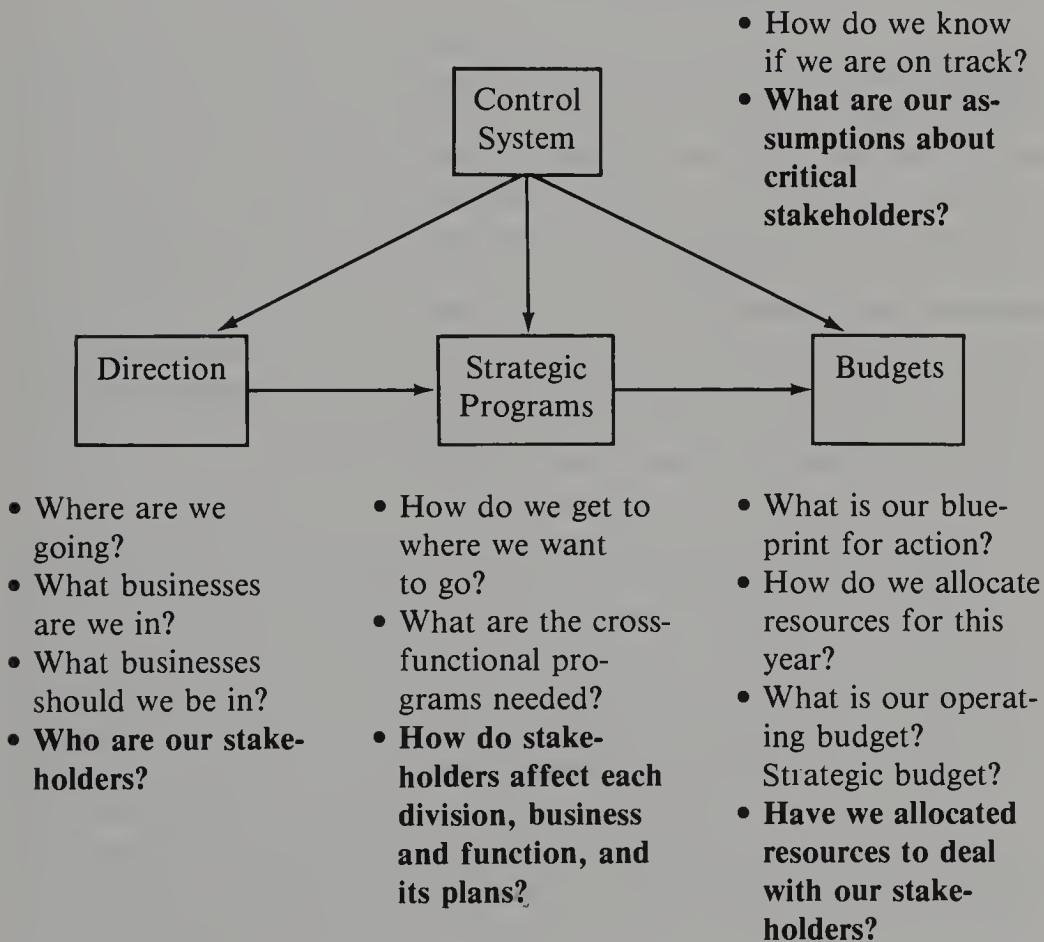 • How do we know
if we are on track?
• What are our as-
sumptions about
critical
stakeholders?
Control
System
Direction
Strategic
Programs
Budgets
• Where are we
going?
• What businesses
are we in?
• What businesses
should we be in?
• Who are our stake-
holders?
• How do we get to
where we want
to go?
• What are the cross-
functional pro-
grams needed?
• How do stake-
holders affect each
division, business
and function, and
its plans?
• What is our blue-
print for action?
• How do we allocate
resources for this
year?
• What is our operat-
ing budget?
Strategic budget?
• Have we allocated
resources to deal
with our stake-
holders?